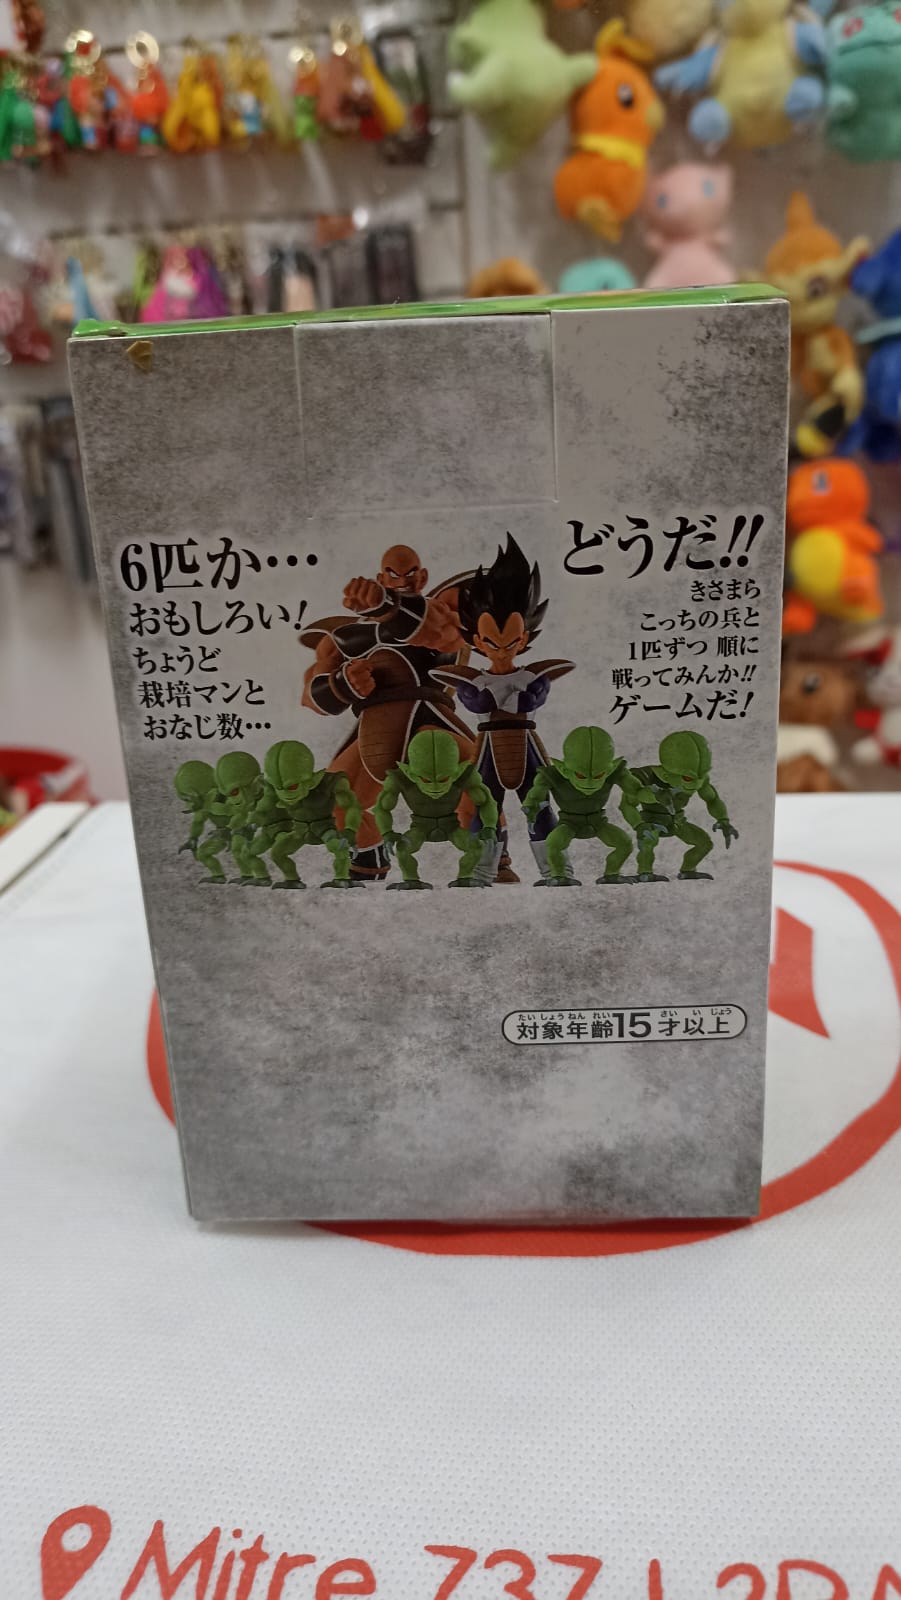 6匹か…
おもしろい!
ちょうど
栽培マンと
おなじ数…
どうだ!!
きさまら
こっちの兵と
1匹ずつ 順に
戦ってみんか!!
ゲームだ!
たい しょう ねん れい さい い じょう
対象年齢15才以上
Mitre 737